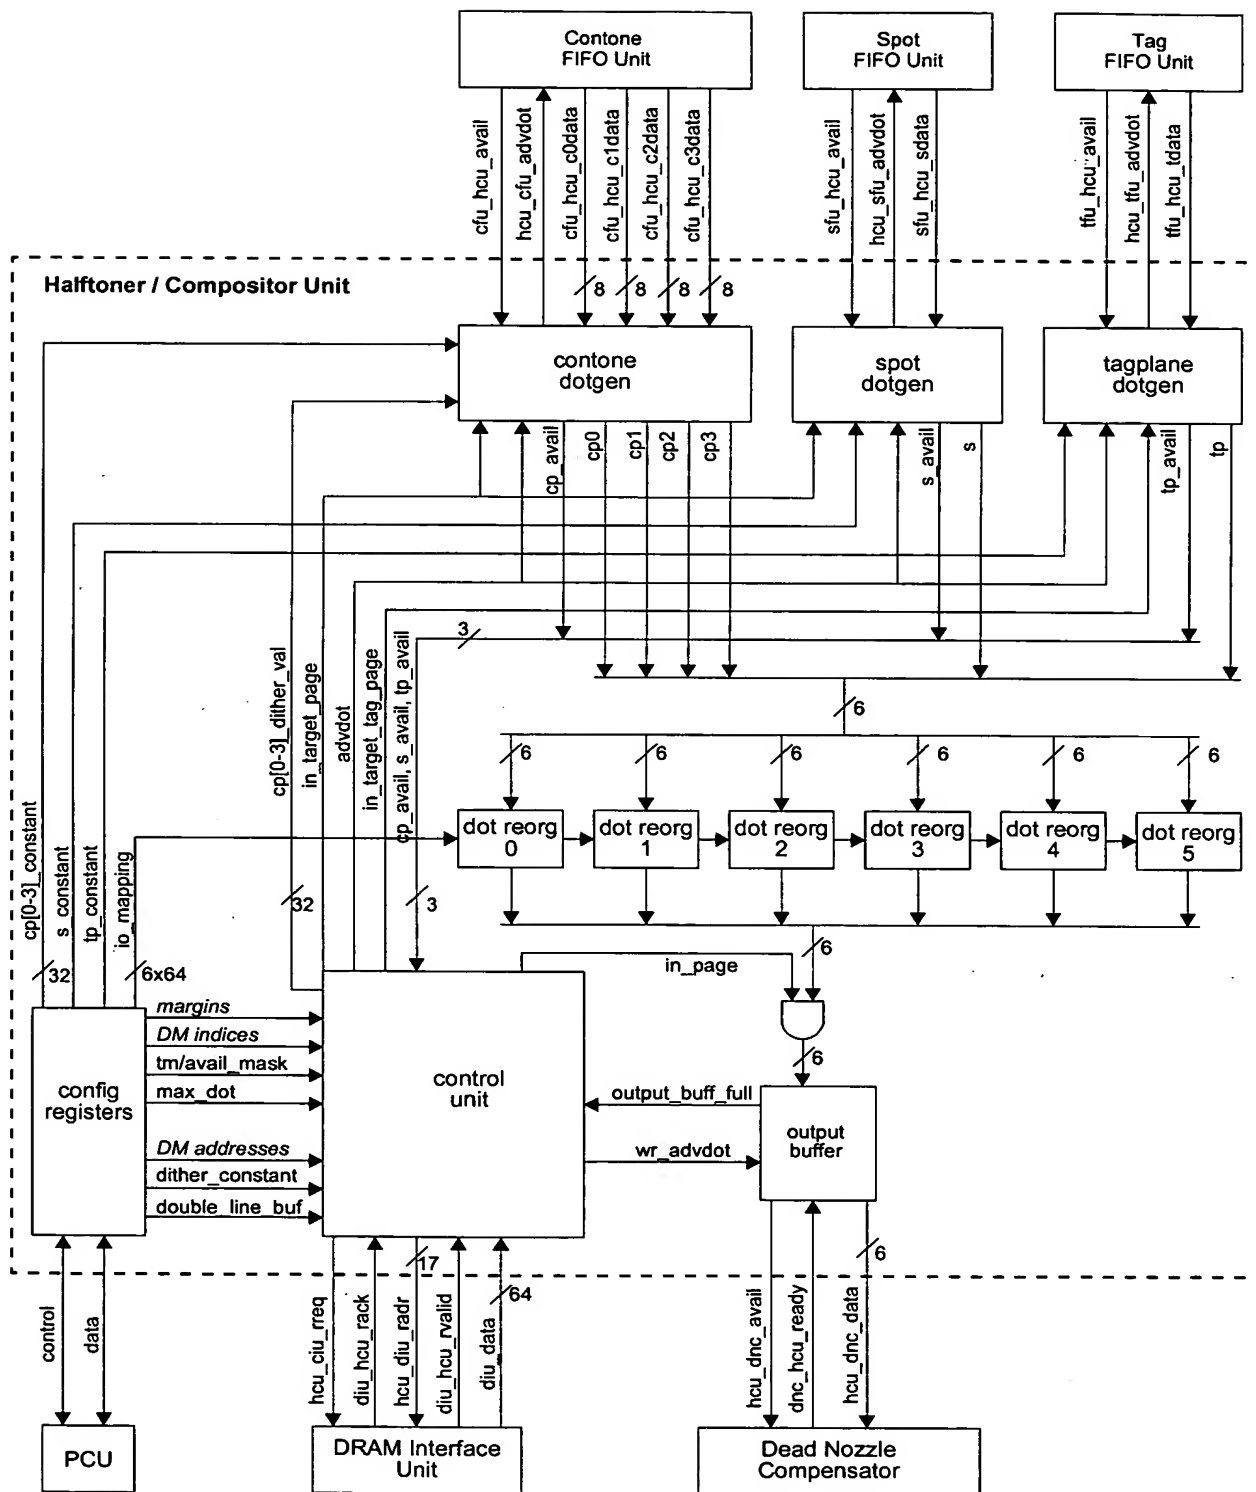 Contone
FIFO Unit
Spot
FIFO Unit
Tag
FIFO Unit
cfu_hcu_avail
hcu_cfu_advdot
cfu_hcu_c0data
cfu_hcu_c1data
cfu_hcu_c2data
cfu_hcu_c3data
sfu_hcu_avail
hcu_sfu_advdot
sfu_hcu_sdata
tfu_hcu_avail
hcu_tfu_advdot
tfu_hcu_tdata
Halftoner / Compositor Unit
8
8
8
8
contone
dotgen
spot
dotgen
tagplane
dotgen
cp_avail
cp0
cp1
cp2
cp3
s_avail
s
tp_avail
tp
3
6
cp[0-3]_dither_val
in_target_page
advdot
in_target_tag_page
cp_avail, s_avail, tp_avail
6
6
6
6
6
6
dot reorg
0
dot reorg
1
dot reorg
2
dot reorg
3
dot reorg
4
dot reorg
5
cp[0-3]_constant
s_constant
tp_constant
io_mapping
32
3
32
6x64
in_page
6
6
config
registers
margins
DM indices
tm/avail_mask
max_dot
DM addresses
dither_constant
double_line_buf
control
unit
output_buff_full
wr_advdot
output
buffer
17
64
6
control
data
hcu_ciu_rreq
diu_hcu_rack
hcu_diu_radr
diu_hcu_rvalid
diu_data
hcu_dnc_avail
dnc_hcu_ready
hcu_dnc_data
PCU
DRAM Interface
Unit
Dead Nozzle
Compensator